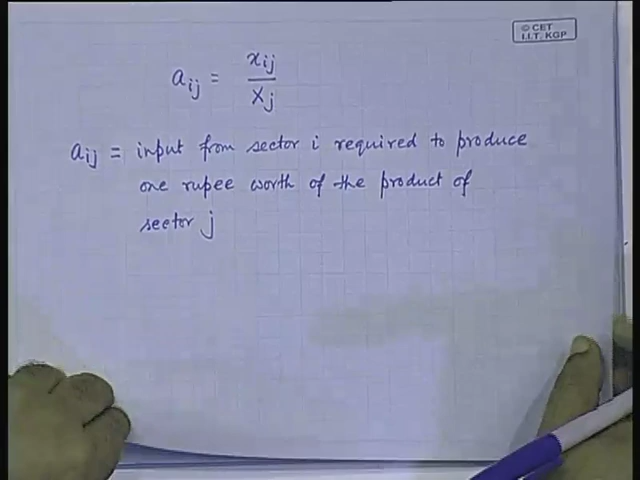 © CET
I.I.T. KGP
aij = xij / Xj
aij = input from sector i required to produce
one rupee worth of the product of
sector j